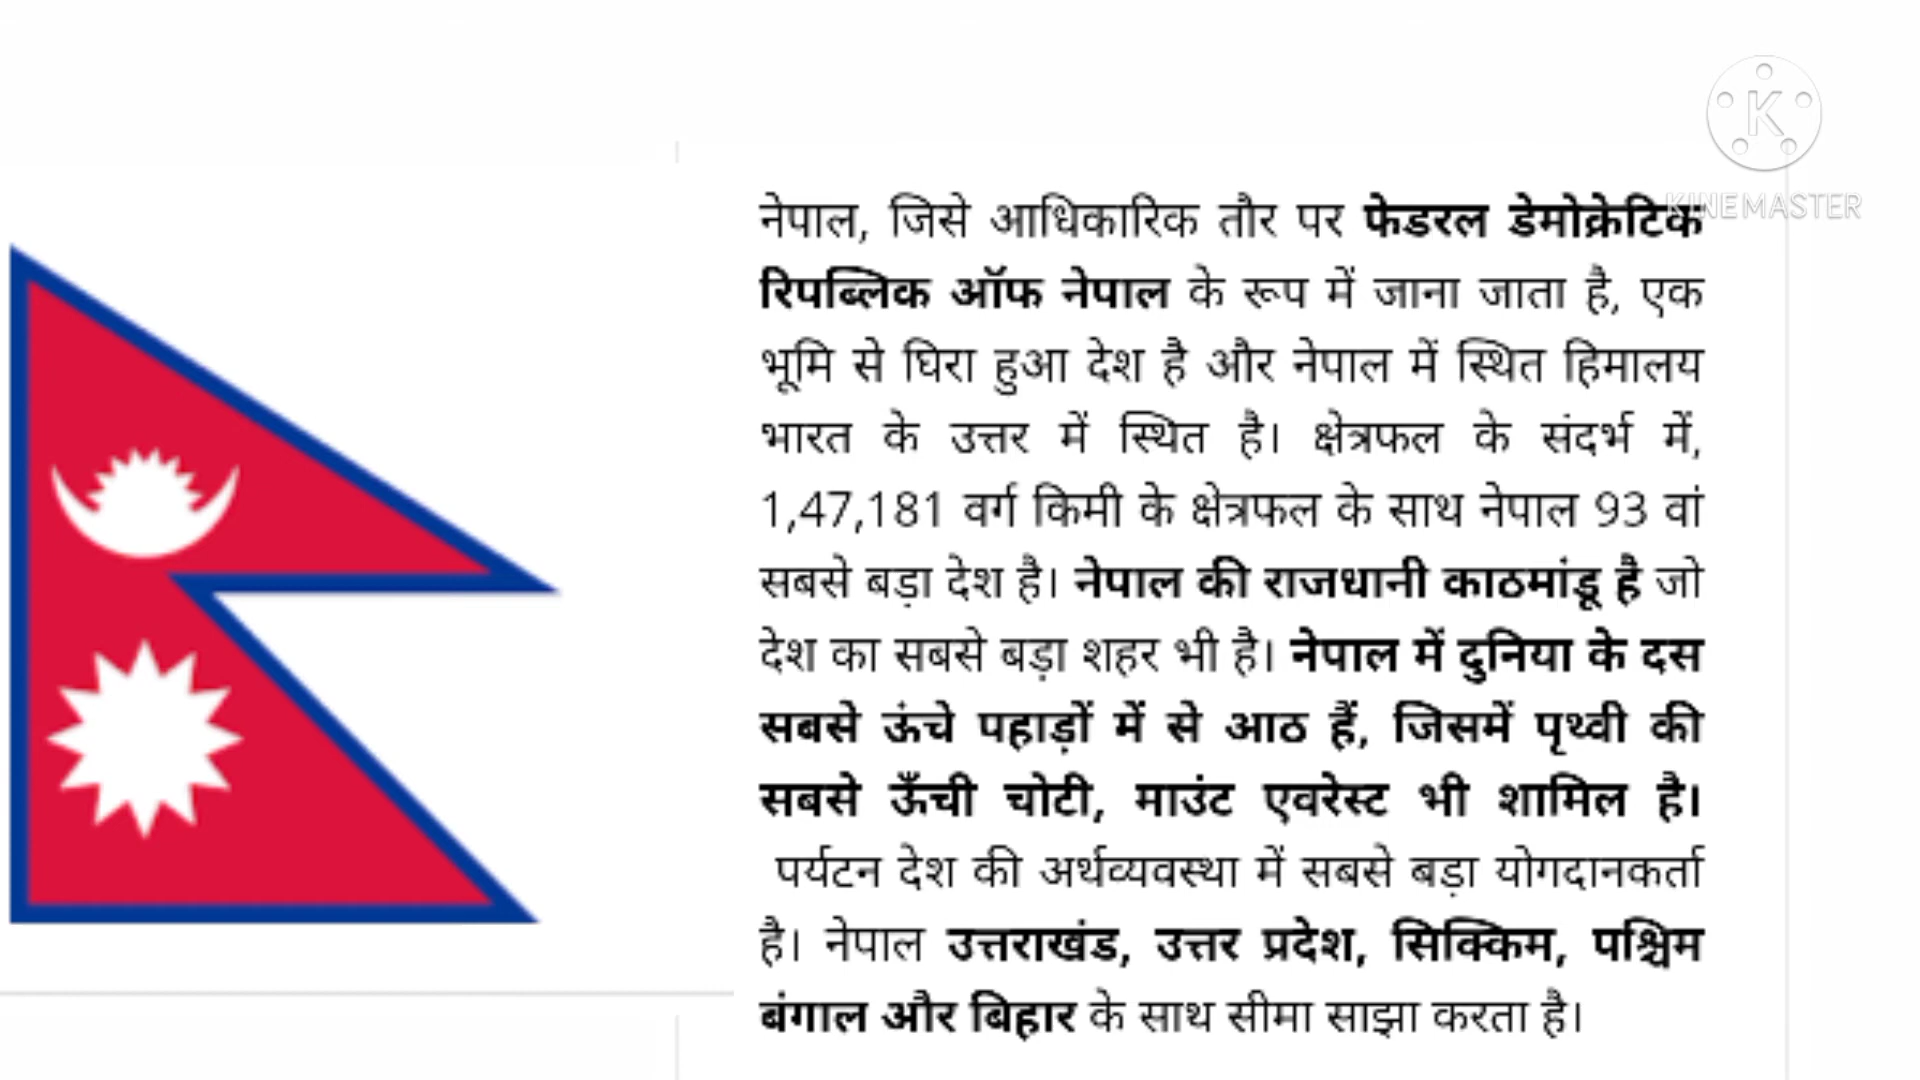 K
KINEMASTER
नेपाल, जिसे आधिकारिक तौर पर फेडरल डेमोक्रेटिक
रिपब्लिक ऑफ नेपाल के रूप में जाना जाता है, एक
भूमि से घिरा हुआ देश है और नेपाल में स्थित हिमालय
भारत के उत्तर में स्थित है। क्षेत्रफल के संदर्भ में,
1,47,181 वर्ग किमी के क्षेत्रफल के साथ नेपाल 93 वां
सबसे बड़ा देश है। नेपाल की राजधानी काठमांडू है जो
देश का सबसे बड़ा शहर भी है। नेपाल में दुनिया के दस
सबसे ऊंचे पहाड़ों में से आठ हैं, जिसमें पृथ्वी की
सबसे ऊँची चोटी, माउंट एवरेस्ट भी शामिल है।
पर्यटन देश की अर्थव्यवस्था में सबसे बड़ा योगदानकर्ता
है। नेपाल उत्तराखंड, उत्तर प्रदेश, सिक्किम, पश्चिम
बंगाल और बिहार के साथ सीमा साझा करता है।